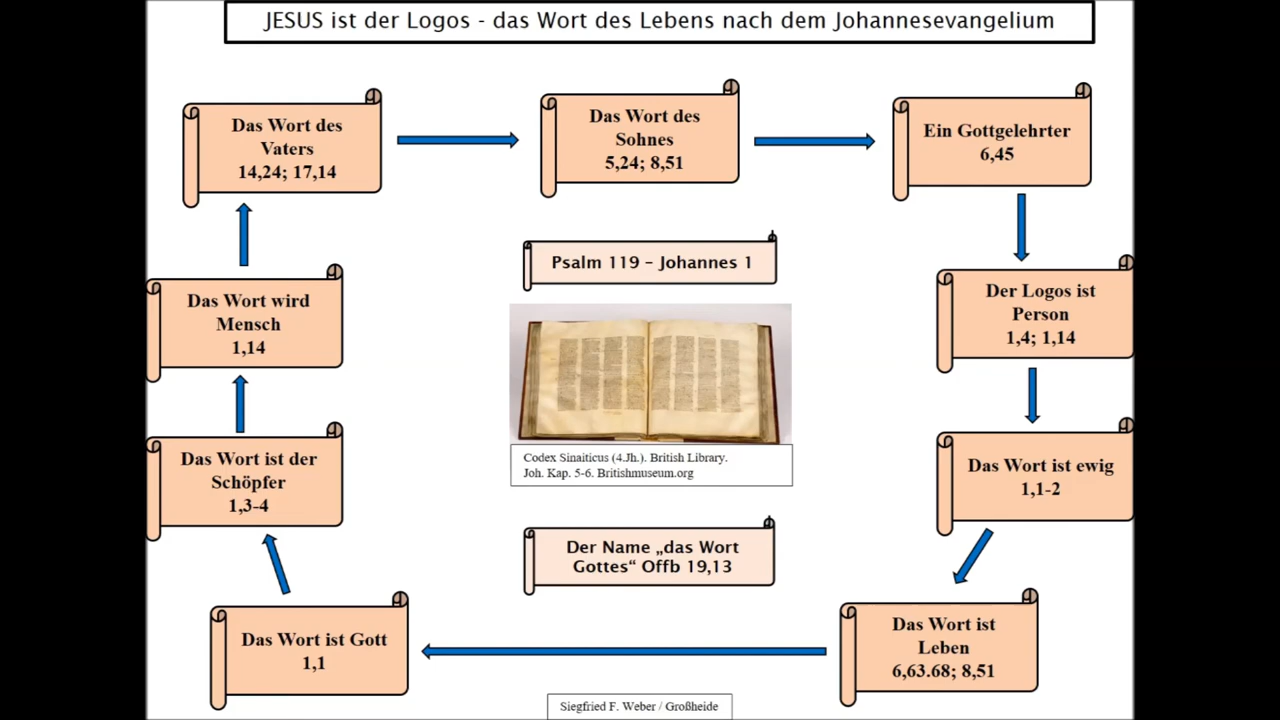 JESUS ist der Logos - das Wort des Lebens nach dem Johannesevangelium
Das Wort des
Vaters
14,24; 17,14
Das Wort des
Sohnes
5,24; 8,51
Ein Gottgelehrter
6,45
Psalm 119 – Johannes 1
Das Wort wird
Mensch
1,14
Der Logos ist
Person
1,4; 1,14
Das Wort ist der
Schöpfer
1,3-4
Codex Sinaiticus (4.Jh.). British Library.
Joh. Kap. 5-6. Britishmuseum.org
Das Wort ist ewig
1,1-2
Der Name „das Wort
Gottes“ Offb 19,13
Das Wort ist Gott
1,1
Das Wort ist
Leben
6,63.68; 8,51
Siegfried F. Weber / Großheide